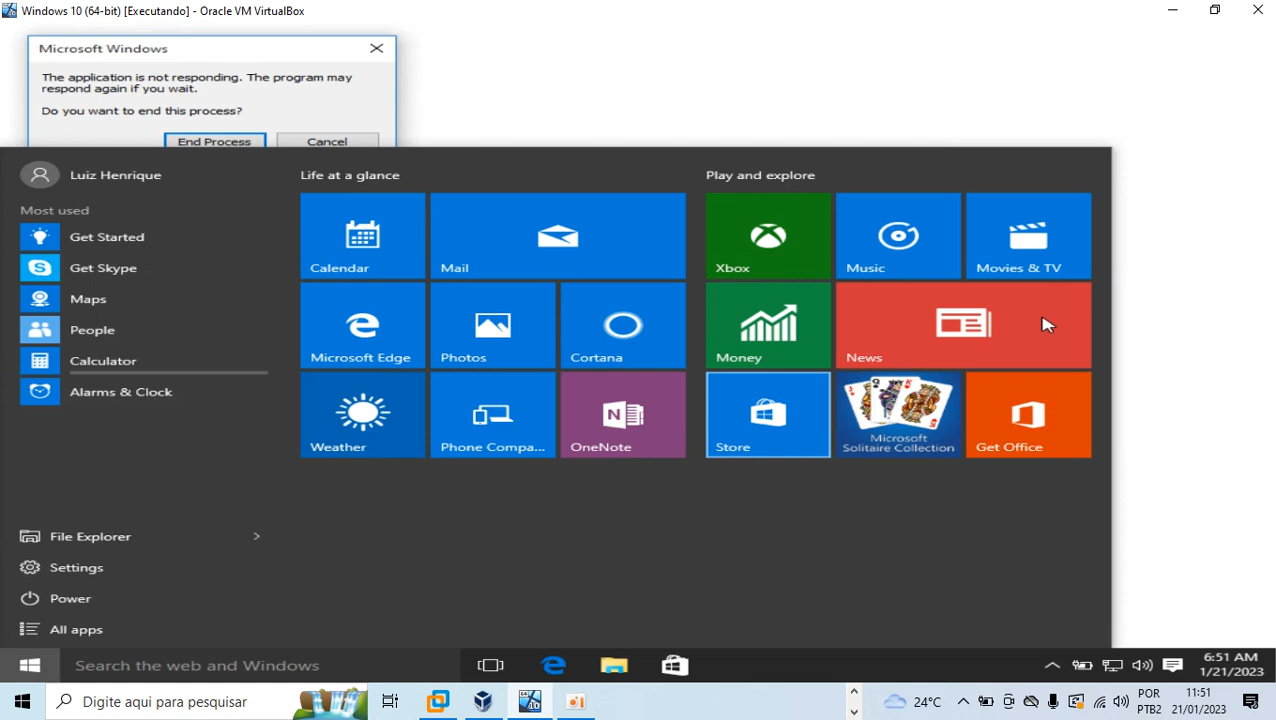 Windows 10 (64-bit) [Executando] - Oracle VM VirtualBox
Microsoft Windows
The application is not responding. The program may
respond again if you wait.
Do you want to end this process?
End Process
Cancel
Luiz Henrique
Most used
Get Started
Get Skype
Maps
People
Calculator
Alarms & Clock
File Explorer
Settings
Power
All apps
Life at a glance
Calendar
Mail
Microsoft Edge
Photos
Cortana
Weather
Phone Compa...
N
OneNote
Play and explore
Xbox
Music
Movies & TV
Money
News
Store
Microsoft
Solitaire Collection
Get Office
Search the web and Windows
6:51 AM
1/21/2023
Digite aqui para pesquisar
24°C
POR
PTB2
11:51
21/01/2023